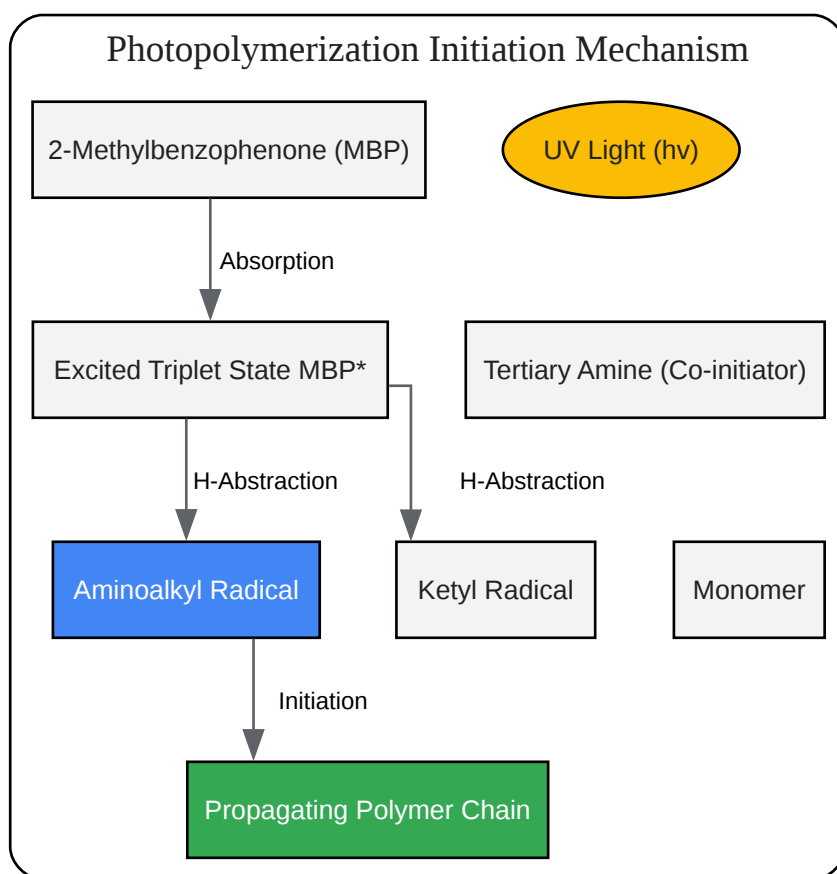 Photopolymerization Initiation Mechanism
2-Methylbenzophenone (MBP)
UV Light (hv)
Absorption
Excited Triplet State MBP*
Tertiary Amine (Co-initiator)
H-Abstraction
H-Abstraction
Aminoalkyl Radical
Ketyl Radical
Monomer
Initiation
Propagating Polymer Chain